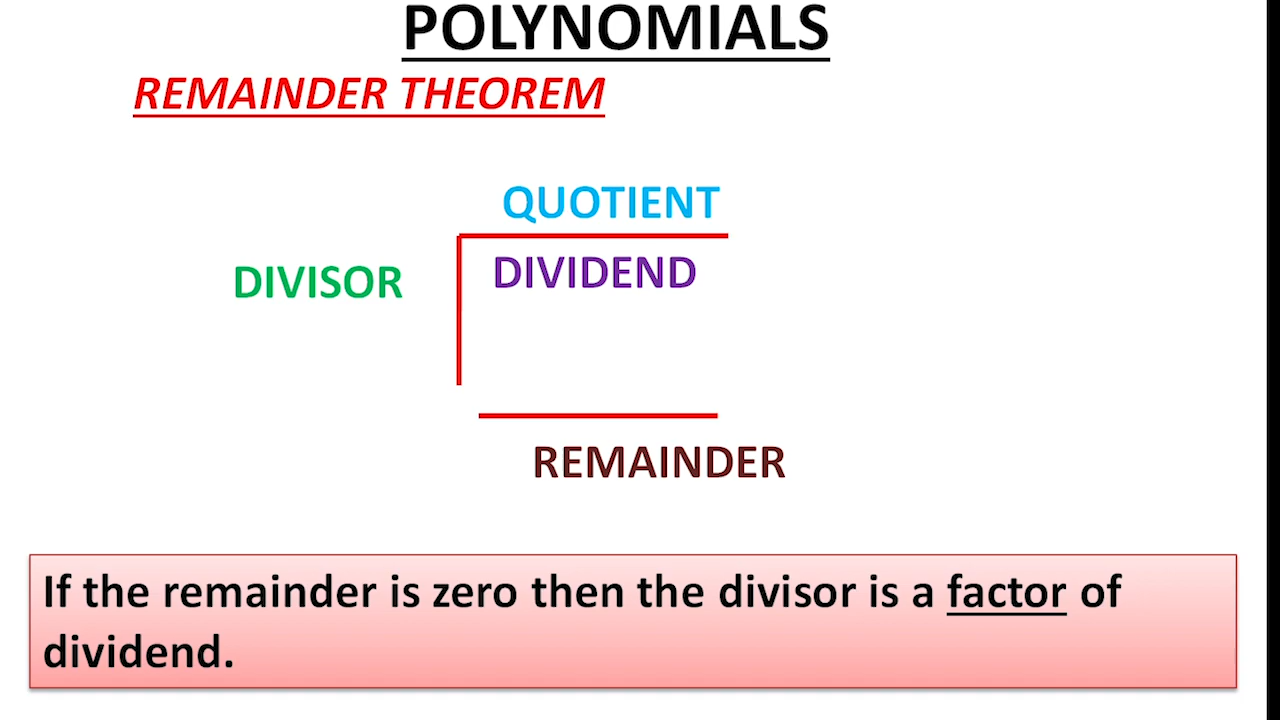 POLYNOMIALS
REMAINDER THEOREM
QUOTIENT
DIVISOR
DIVIDEND
REMAINDER
If the remainder is zero then the divisor is a factor of
dividend.